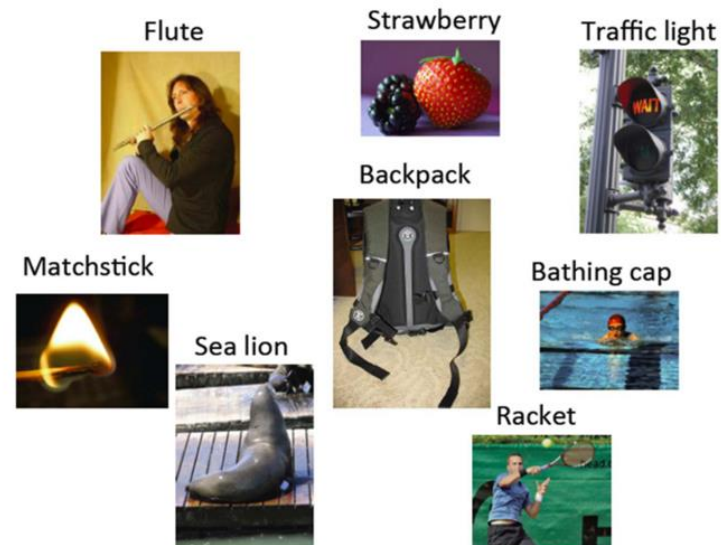 Flute
Strawberry
Traffic light
WAIT
Backpack
Matchstick
Bathing cap
Sea lion
Racket